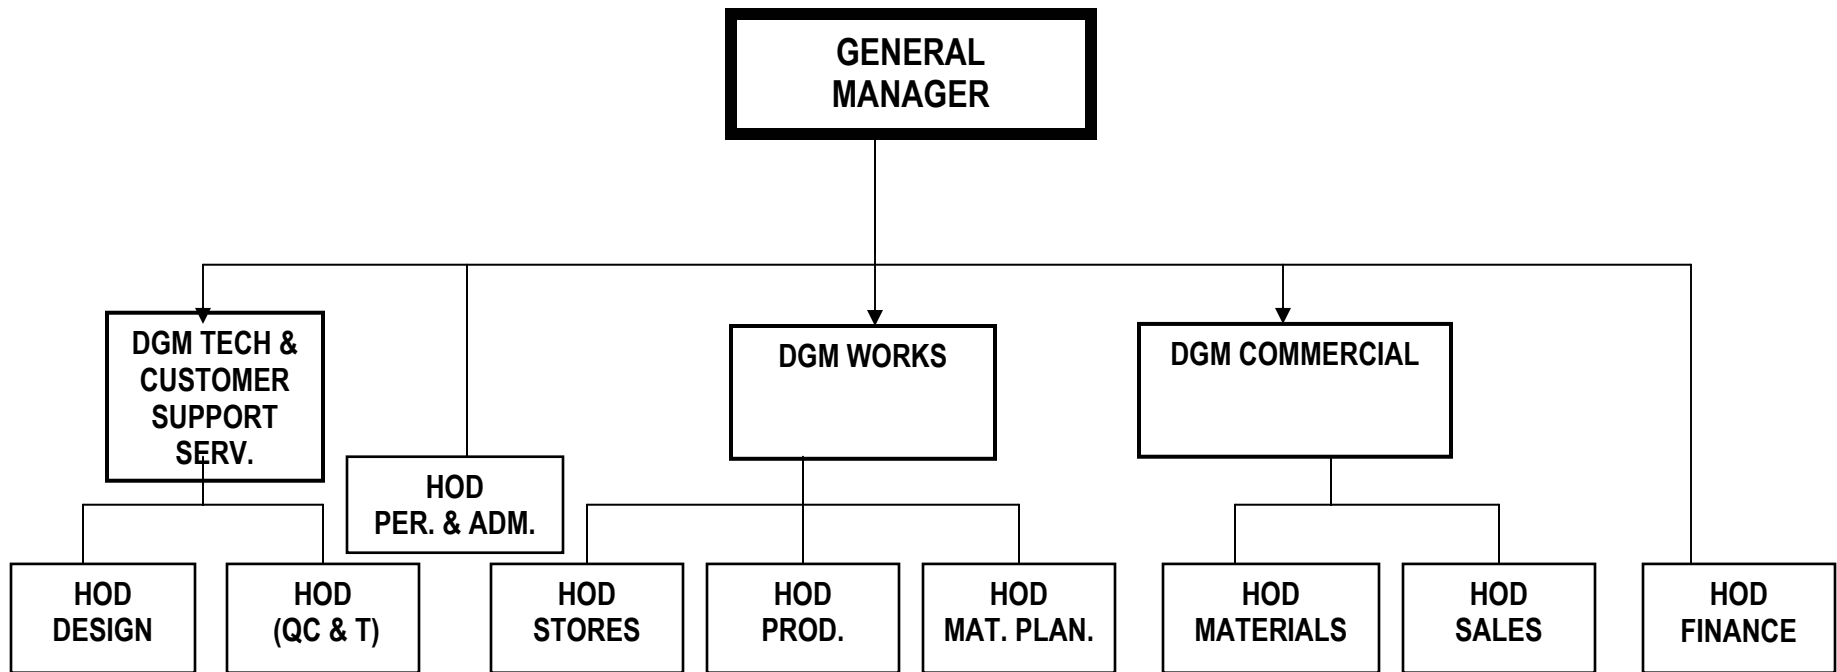 GENERAL
MANAGER
DGM TECH &
CUSTOMER
SUPPORT
SERV.
DGM WORKS
DGM COMMERCIAL
HOD
PER. & ADM.
HOD
DESIGN
HOD
(QC & T)
HOD
STORES
HOD
PROD.
HOD
MAT. PLAN.
HOD
MATERIALS
HOD
SALES
HOD
FINANCE